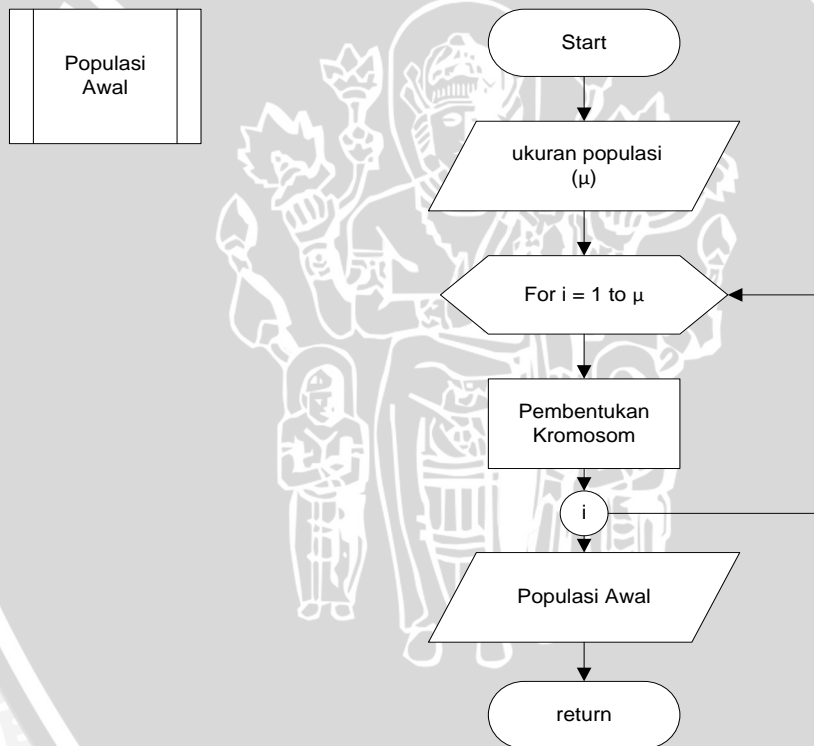 Populasi
Awal
Start
ukuran populasi
(μ)
For i = 1 to μ
Pembentukan
Kromosom
i
Populasi Awal
return